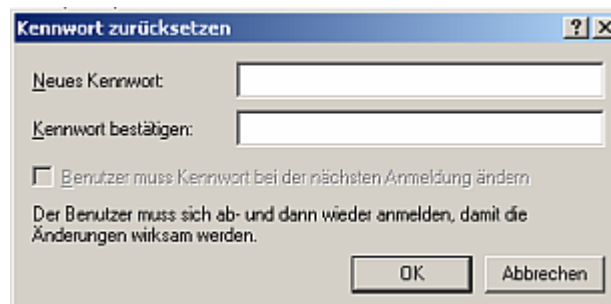 Kennwort zurücksetzen
Neues Kennwort:
Kennwort bestätigen:
Benutzer muss Kennwort bei der nächsten Anmeldung ändern
Der Benutzer muss sich ab- und dann wieder anmelden, damit die
Änderungen wirksam werden.
OK Abbrechen